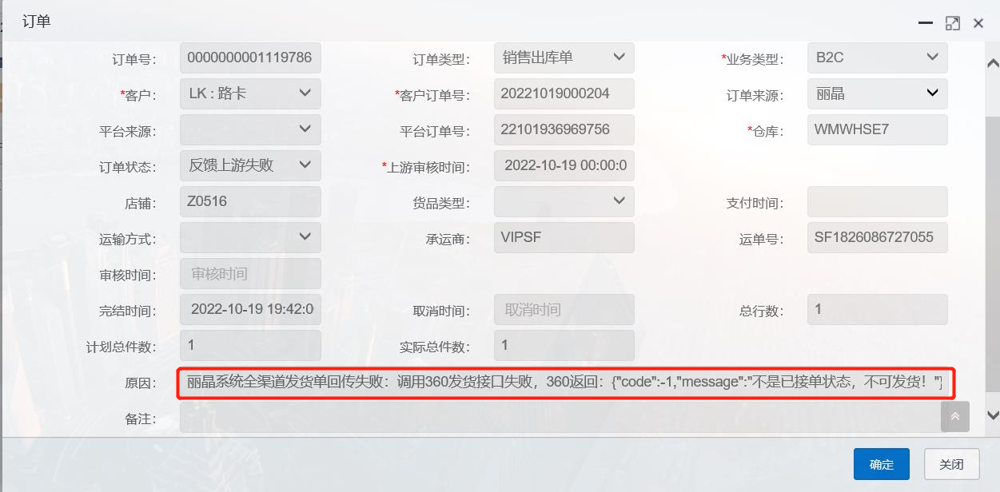 订单
订单号： 0000000001119786 订单类型： 销售出库单 *业务类型： B2C
*客户： LK : 路卡 *客户订单号： 20221019000204 订单来源： 丽晶
平台来源： 平台订单号： 22101936969756 *仓库： WMWHSE7
订单状态： 反馈上游失败 *上游审核时间： 2022-10-19 00:00:0
店铺： Z0516 货品类型： 支付时间：
运输方式： 承运商： VIPSF 运单号： SF1826086727055
审核时间： 审核时间
完结时间： 2022-10-19 19:42:0 取消时间： 取消时间 总行数： 1
计划总件数： 1 实际总件数： 1
原因： 丽晶系统全渠道发货单回传失败：调用360发货接口失败，360返回：{"code":-1,"message":"不是已接单状态，不可发货！"}
备注：
确定 关闭